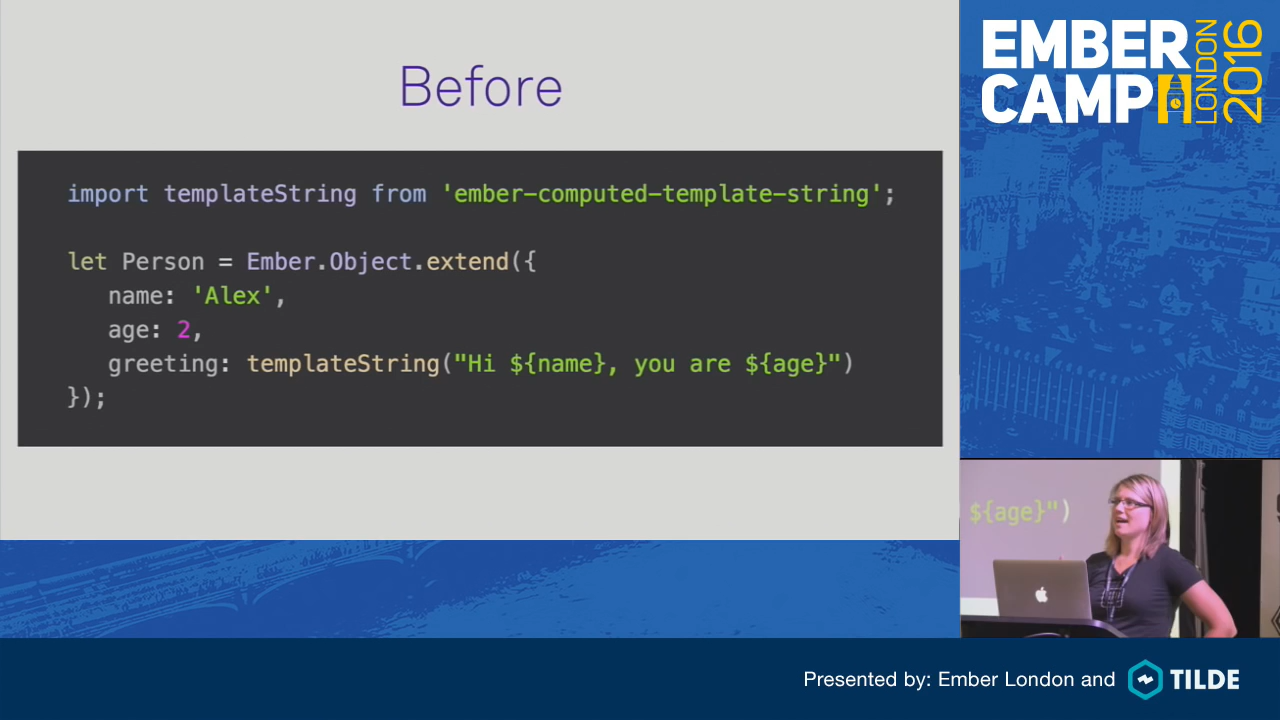 Before
import templateString from 'ember-computed-template-string';
let Person = Ember.Object.extend({
name: 'Alex',
age: 2,
greeting: templateString("Hi ${name}, you are ${age}")
});
EMBER
CAMP
LONDON
2016
${age}")
Presented by: Ember London and TILDE